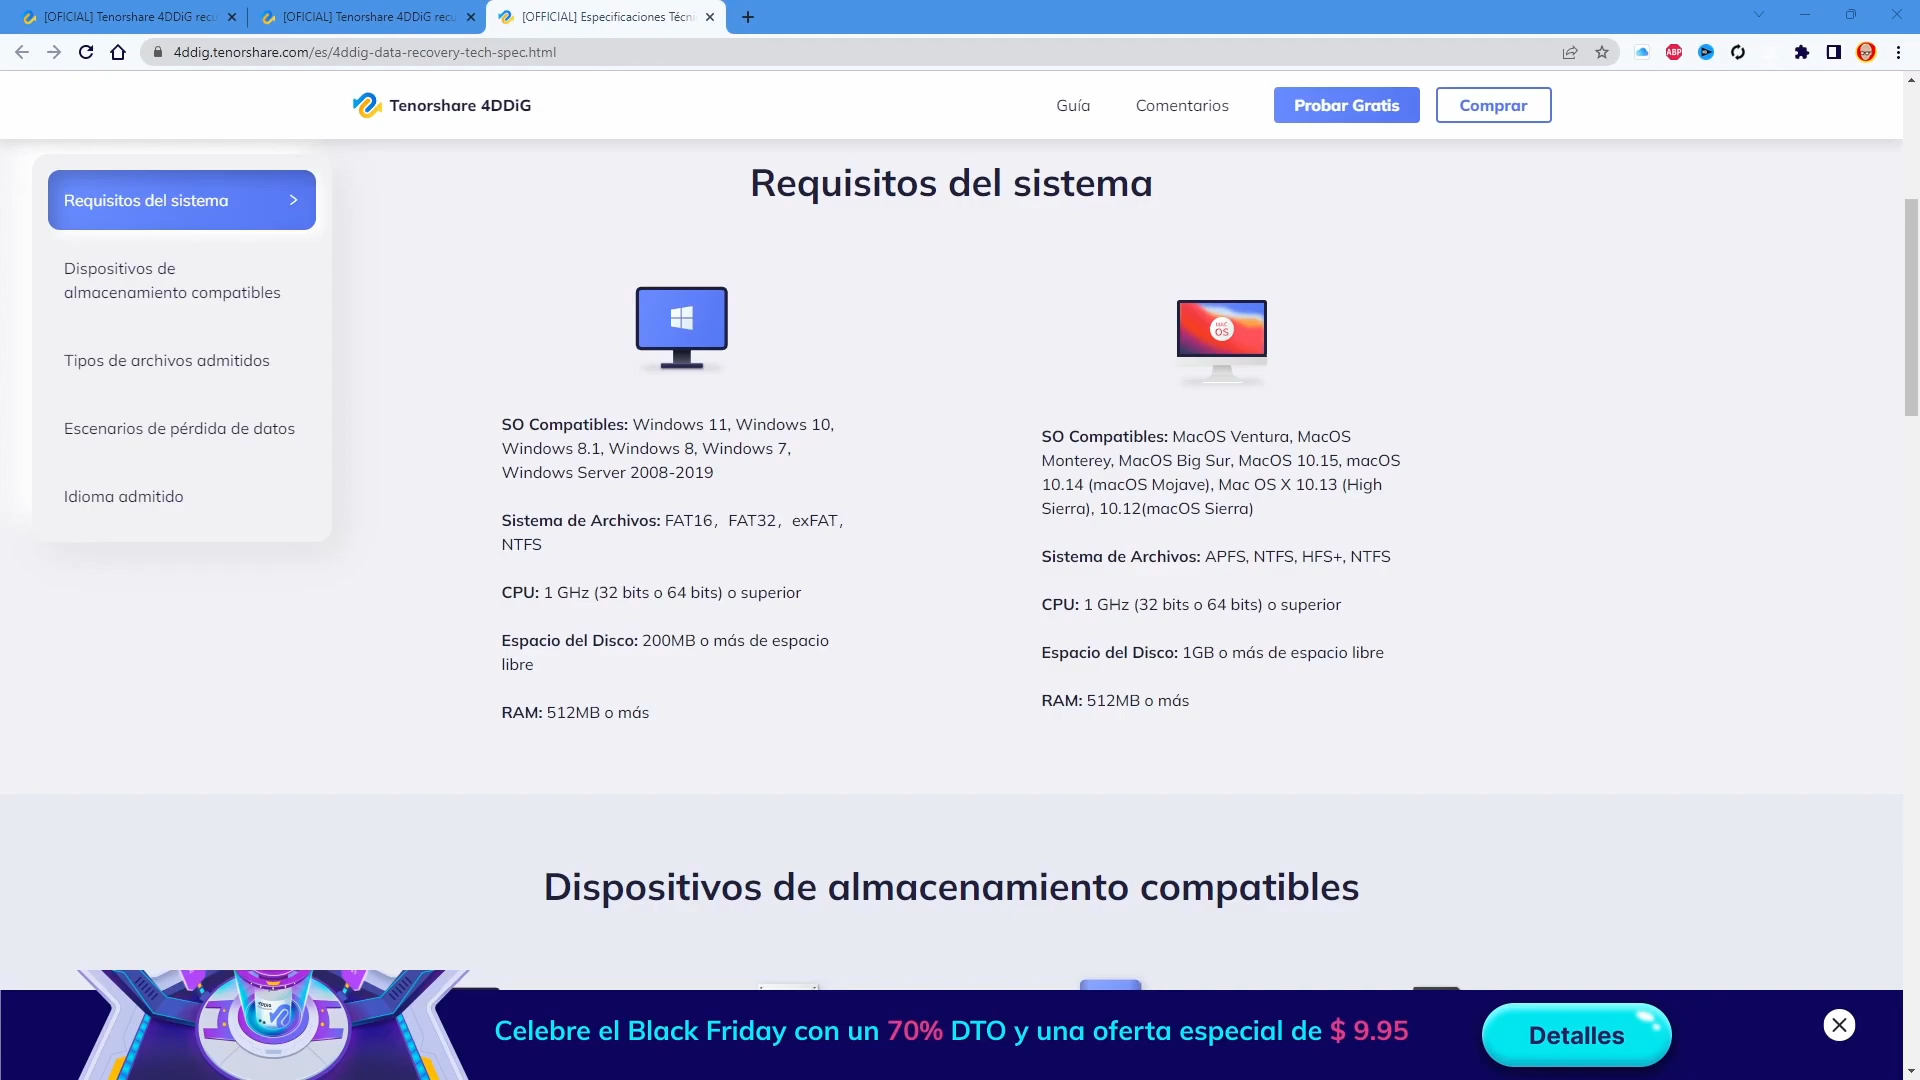 [OFICIAL] Tenorshare 4DDiG recu
[OFICIAL] Tenorshare 4DDiG recu
[OFFICIAL] Especificaciones Técni
4ddig.tenorshare.com/es/4ddig-data-recovery-tech-spec.html
ABP
Tenorshare 4DDiG
Guía
Comentarios
Probar Gratis
Comprar
Requisitos del sistema
Dispositivos de
almacenamiento compatibles
Tipos de archivos admitidos
Escenarios de pérdida de datos
Idioma admitido
Requisitos del sistema
SO Compatibles: Windows 11, Windows 10,
Windows 8.1, Windows 8, Windows 7,
Windows Server 2008-2019
Sistema de Archivos: FAT16，FAT32，exFAT，
NTFS
CPU: 1 GHz (32 bits o 64 bits) o superior
Espacio del Disco: 200MB o más de espacio
libre
RAM: 512MB o más
MAC
OS
SO Compatibles: MacOS Ventura, MacOS
Monterey, MacOS Big Sur, MacOS 10.15, macOS
10.14 (macOS Mojave), Mac OS X 10.13 (High
Sierra), 10.12(macOS Sierra)
Sistema de Archivos: APFS, NTFS, HFS+, NTFS
CPU: 1 GHz (32 bits o 64 bits) o superior
Espacio del Disco: 1GB o más de espacio libre
RAM: 512MB o más
Dispositivos de almacenamiento compatibles
Celebre el Black Friday con un 70% DTO y una oferta especial de $ 9.95
Detalles